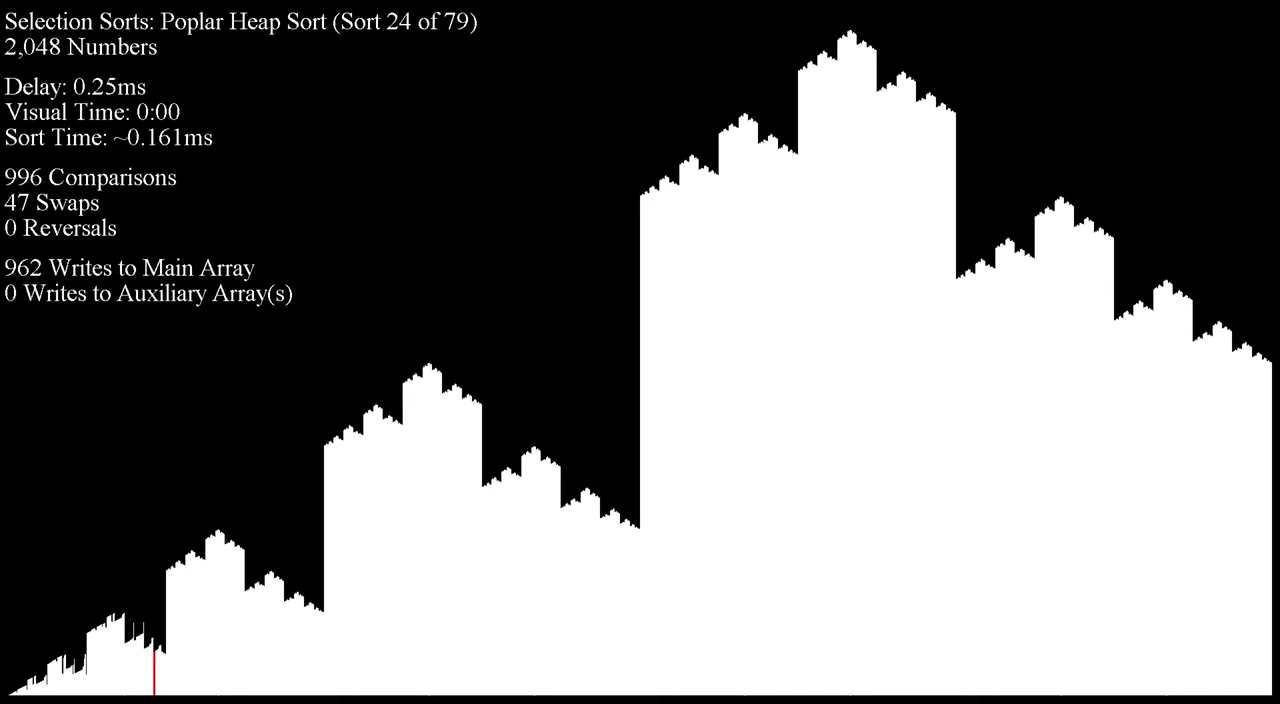 Selection Sorts: Poplar Heap Sort (Sort 24 of 79)
2,048 Numbers
Delay: 0.25ms
Visual Time: 0:00
Sort Time: ~0.161ms
996 Comparisons
47 Swaps
0 Reversals
962 Writes to Main Array
0 Writes to Auxiliary Array(s)